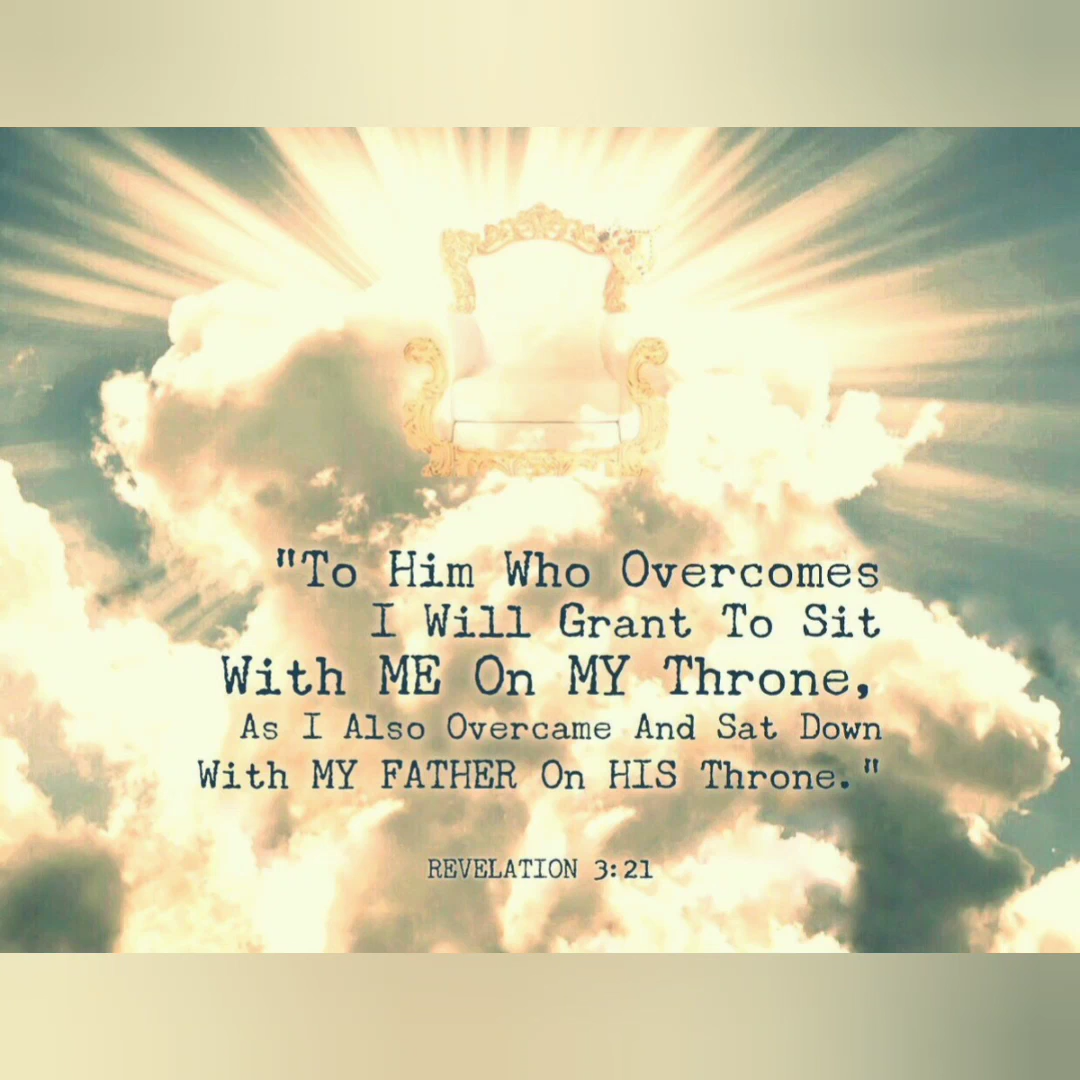 "To Him Who Overcomes
I Will Grant To Sit
With ME On MY Throne,
As I Also Overcame And Sat Down
With MY FATHER On HIS Throne."
REVELATION 3:21